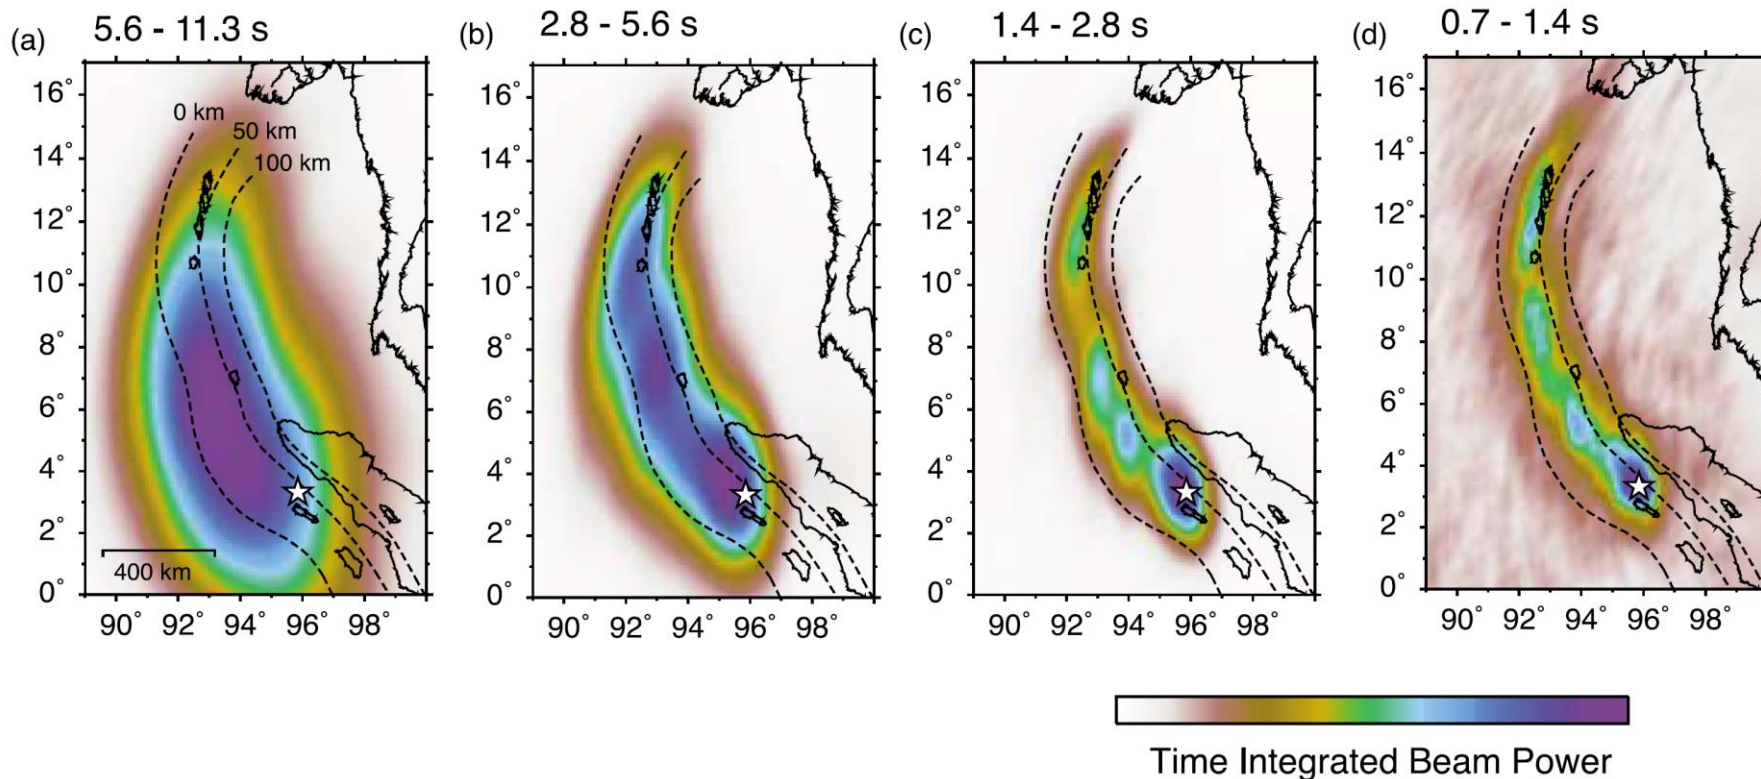 (a) 5.6 - 11.3 s
(b) 2.8 - 5.6 s
(c) 1.4 - 2.8 s
(d) 0.7 - 1.4 s
16˚
14˚
12˚
10˚
8˚
6˚
4˚
2˚
0˚
0 km
50 km
100 km
400 km
90˚ 92˚ 94˚ 96˚ 98˚
16˚
14˚
12˚
10˚
8˚
6˚
4˚
2˚
0˚
90˚ 92˚ 94˚ 96˚ 98˚
16˚
14˚
12˚
10˚
8˚
6˚
4˚
2˚
0˚
90˚ 92˚ 94˚ 96˚ 98˚
16˚
14˚
12˚
10˚
8˚
6˚
4˚
2˚
0˚
90˚ 92˚ 94˚ 96˚ 98˚
Time Integrated Beam Power